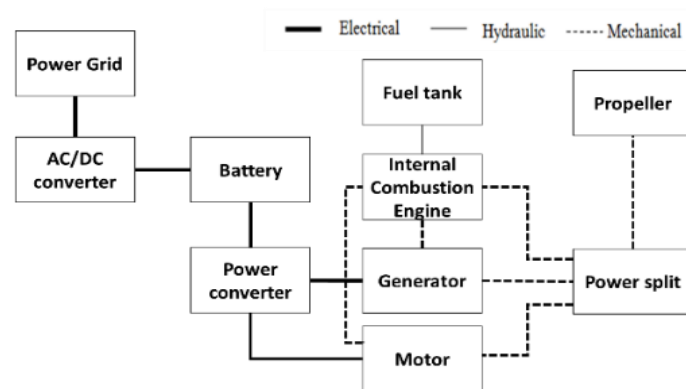 Electrical
Hydraulic
Mechanical
Power Grid
Fuel tank
Propeller
AC/DC
converter
Battery
Internal
Combustion
Engine
Power
converter
Generator
Power split
Motor